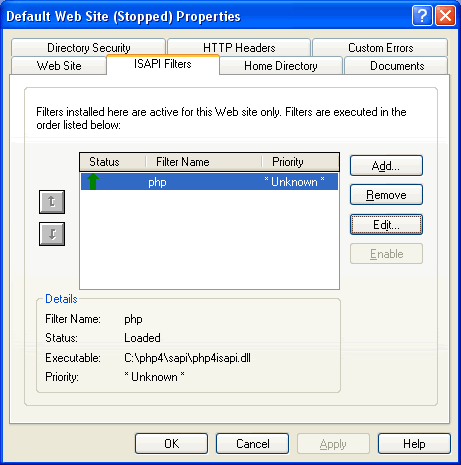 Default Web Site (Stopped) Properties
Directory Security HTTP Headers Custom Errors
Web Site ISAPI Filters Home Directory Documents
Filters installed here are active for this Web site only. Filters are executed in the
order listed below:
Status Filter Name Priority
php * Unknown *
Add...
Remove
Edit...
Enable
Details
Filter Name: php
Status: Loaded
Executable: C:\php4\sapi\php4isapi.dll
Priority: * Unknown *
OK Cancel Apply Help